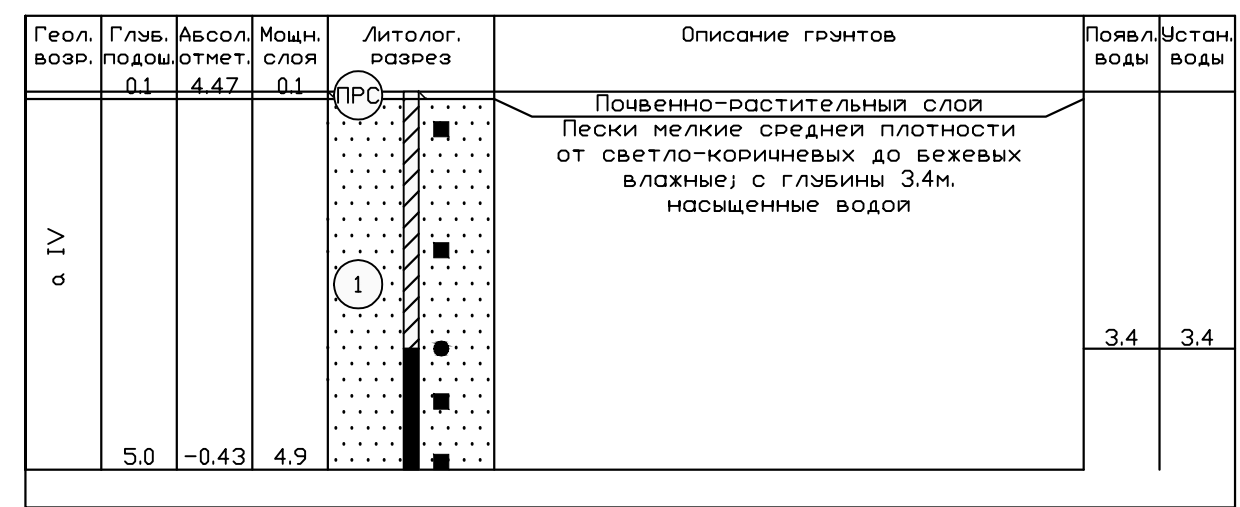 Геол. возр.
Глуб. подош.
Абсол. отмет.
Мощн. слоя
Литолог. разрез
Описание грунтов
Появл. воды
Устан. воды
0.1 4.47 0.1
ПРС
Почвенно-растительный слой
Пески мелкие средней плотности
от светло-коричневых до бежевых
влажные; с глубины 3.4м.
насыщенные водой
a IV
1
3.4 3.4
5.0 -0.43 4.9